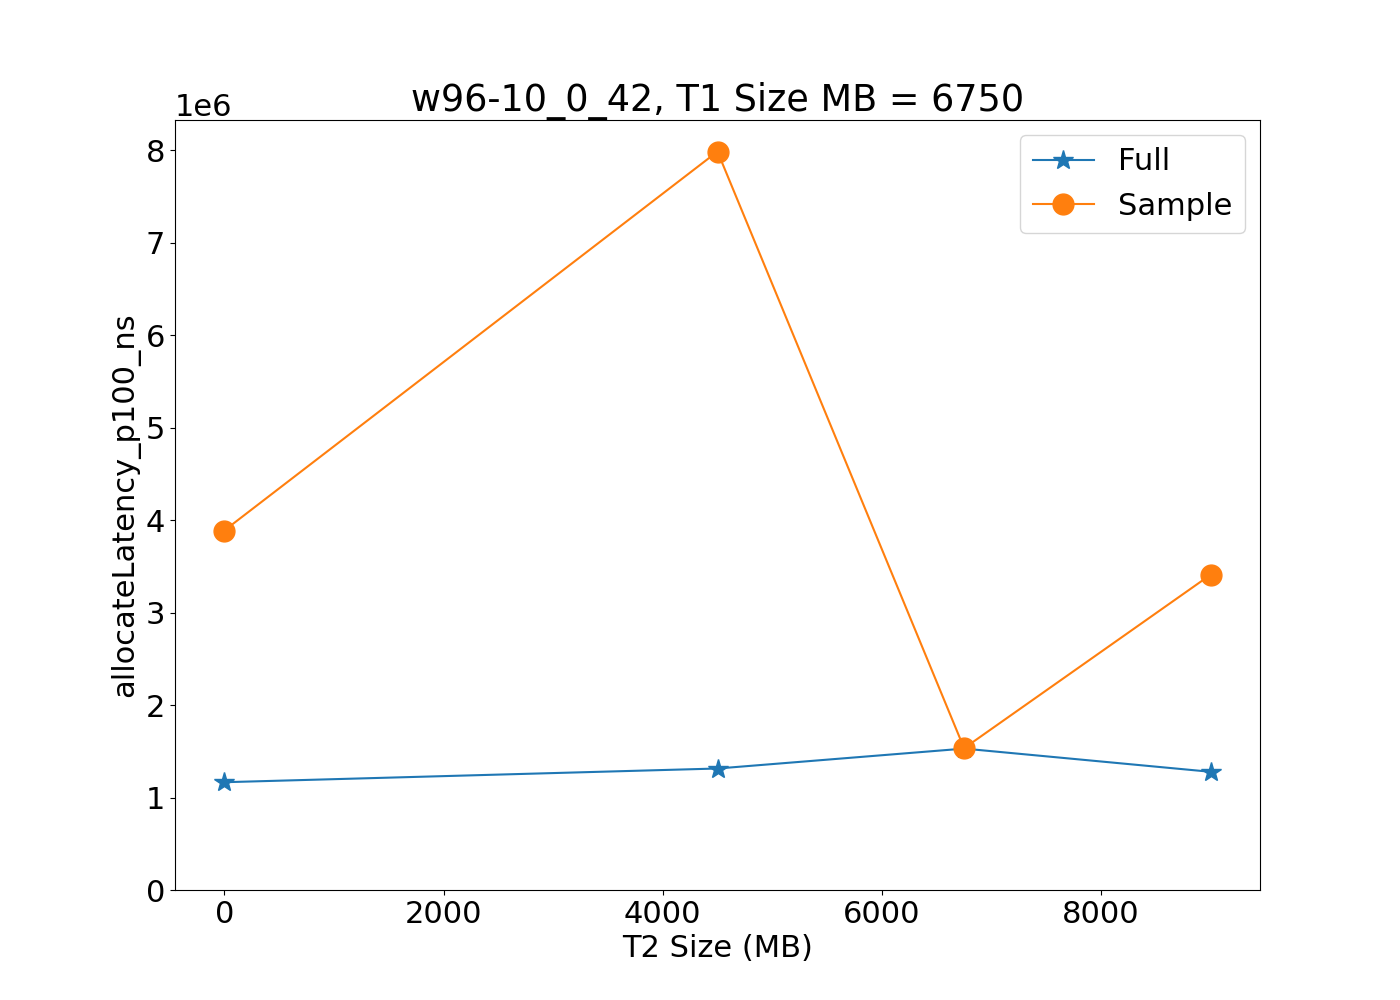 w96-10_0_42, T1 Size MB = 6750
1e6
Full
Sample
8
7
6
5
4
3
2
1
0
allocateLatency_p100_ns
0 2000 4000 6000 8000
T2 Size (MB)